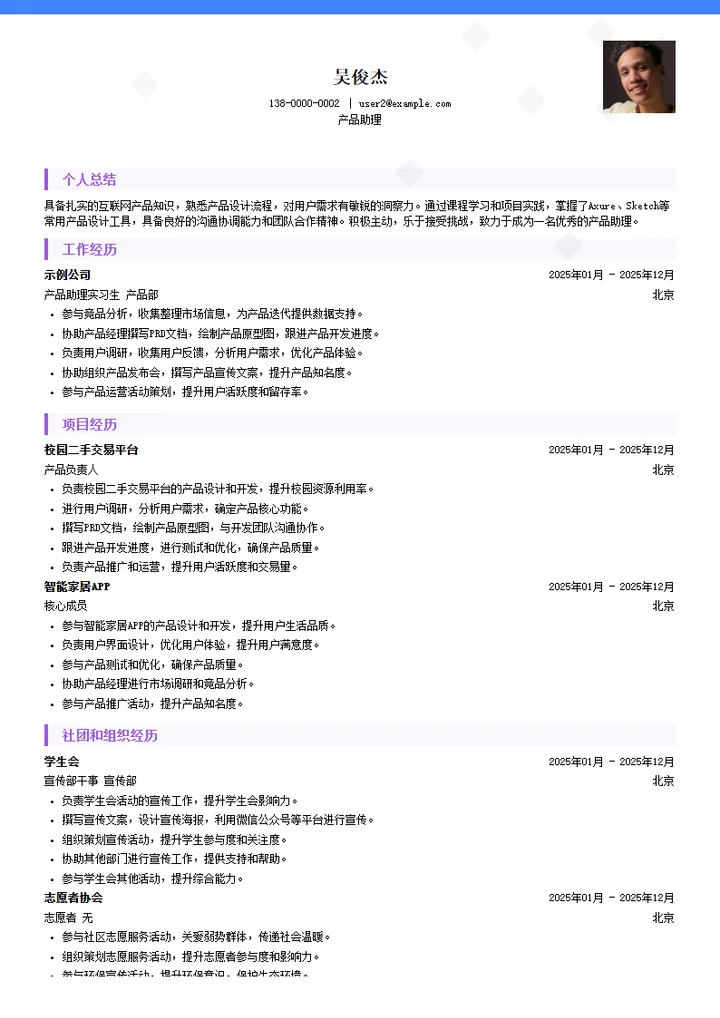 吴俊杰
138-0000-0002 | user2@example.com
产品助理
个人总结
具备扎实的互联网产品知识，熟悉产品设计流程，对用户需求有敏锐的洞察力。通过课程学习和项目实践，掌握了Axure、Sketch等
常用产品设计工具，具备良好的沟通协调能力和团队合作精神。积极主动，乐于接受挑战，致力于成为一名优秀的产品助理。
工作经历
示例公司 2025年01月 - 2025年12月
产品助理实习生 产品部 北京
• 参与竞品分析，收集整理市场信息，为产品迭代提供数据支持。
• 协助产品经理撰写PRD文档，绘制产品原型图，跟进产品开发进度。
• 负责用户调研，收集用户反馈，分析用户需求，优化产品体验。
• 协助组织产品发布会，撰写产品宣传文案，提升产品知名度。
• 参与产品运营活动策划，提升用户活跃度和留存率。
项目经历
校园二手交易平台 2025年01月 - 2025年12月
产品负责人 北京
• 负责校园二手交易平台的产品设计和开发，提升校园资源利用率。
• 进行用户调研，分析用户需求，确定产品核心功能。
• 撰写PRD文档，绘制产品原型图，与开发团队沟通协作。
• 跟进产品开发进度，进行测试和优化，确保产品质量。
• 负责产品推广和运营，提升用户活跃度和交易量。
智能家居APP 2025年01月 - 2025年12月
核心成员 北京
• 参与智能家居APP的产品设计和开发，提升用户生活品质。
• 负责用户界面设计，优化用户体验，提升用户满意度。
• 参与产品测试和优化，确保产品质量。
• 协助产品经理进行市场调研和竞品分析。
• 参与产品推广活动，提升产品知名度。
社团和组织经历
学生会 2025年01月 - 2025年12月
宣传部干事 宣传部 北京
• 负责学生会活动的宣传工作，提升学生会影响力。
• 撰写宣传文案，设计宣传海报，利用微信公众号等平台进行宣传。
• 组织策划宣传活动，提升学生参与度和关注度。
• 协助其他部门进行宣传工作，提供支持和帮助。
• 参与学生会其他活动，提升综合能力。
志愿者协会 2025年01月 - 2025年12月
志愿者 无 北京
• 参与社区志愿服务活动，关爱弱势群体，传递社会温暖。
• 组织策划志愿服务活动，提升志愿者参与度和影响力。
• 参与环保宣传活动，提升环保意识，保护生态环境。